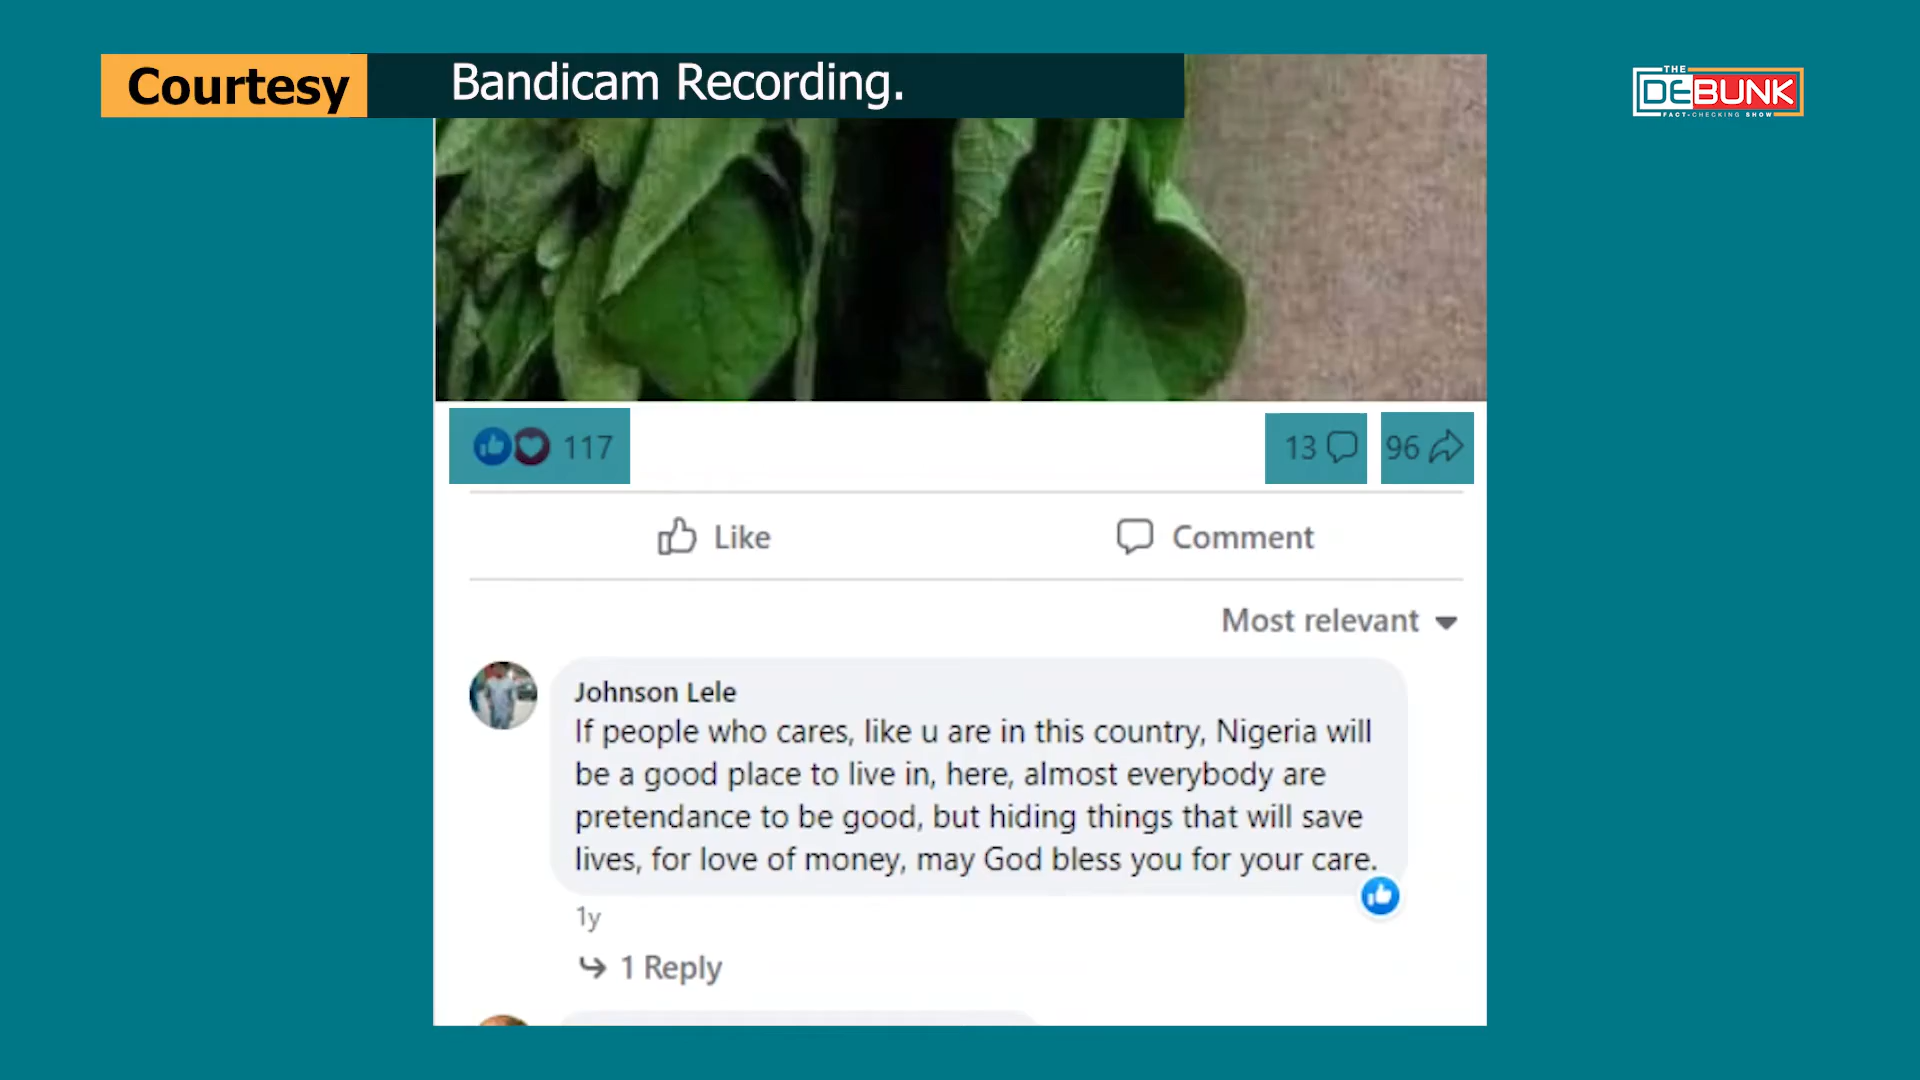 Courtesy
Bandicam Recording.
THE
DEBUNK
FACT-CHECKING SHOW
117
13
96
Like
Comment
Most relevant
Johnson Lele
If people who cares, like u are in this country, Nigeria will
be a good place to live in, here, almost everybody are
pretendance to be good, but hiding things that will save
lives, for love of money, may God bless you for your care.
1y
1 Reply